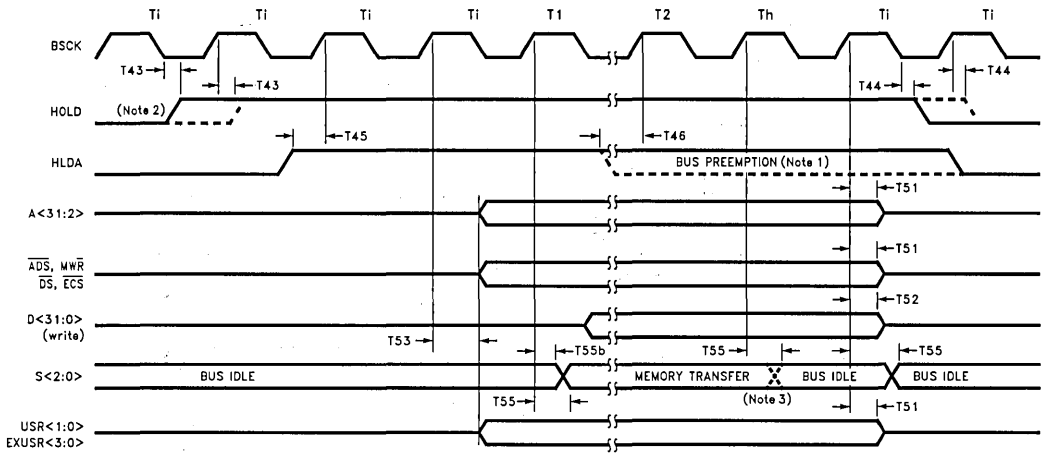 Ti Ti Ti Ti T1 T2 Th Ti Ti
BSCK
T43 T43 T44 T44
HOLD (Note 2)
T45 T46
HLDA BUS PREEMPTION (Note 1)
T51
A<31:2>
T51
ADS, MWR
DS, ECS
T52
D<31:0>
(write)
T53 T55b T55 T55
S<2:0> BUS IDLE MEMORY TRANSFER BUS IDLE BUS IDLE
(Note 3)
T55 T51
USR<1:0>
EXUSR<3:0>